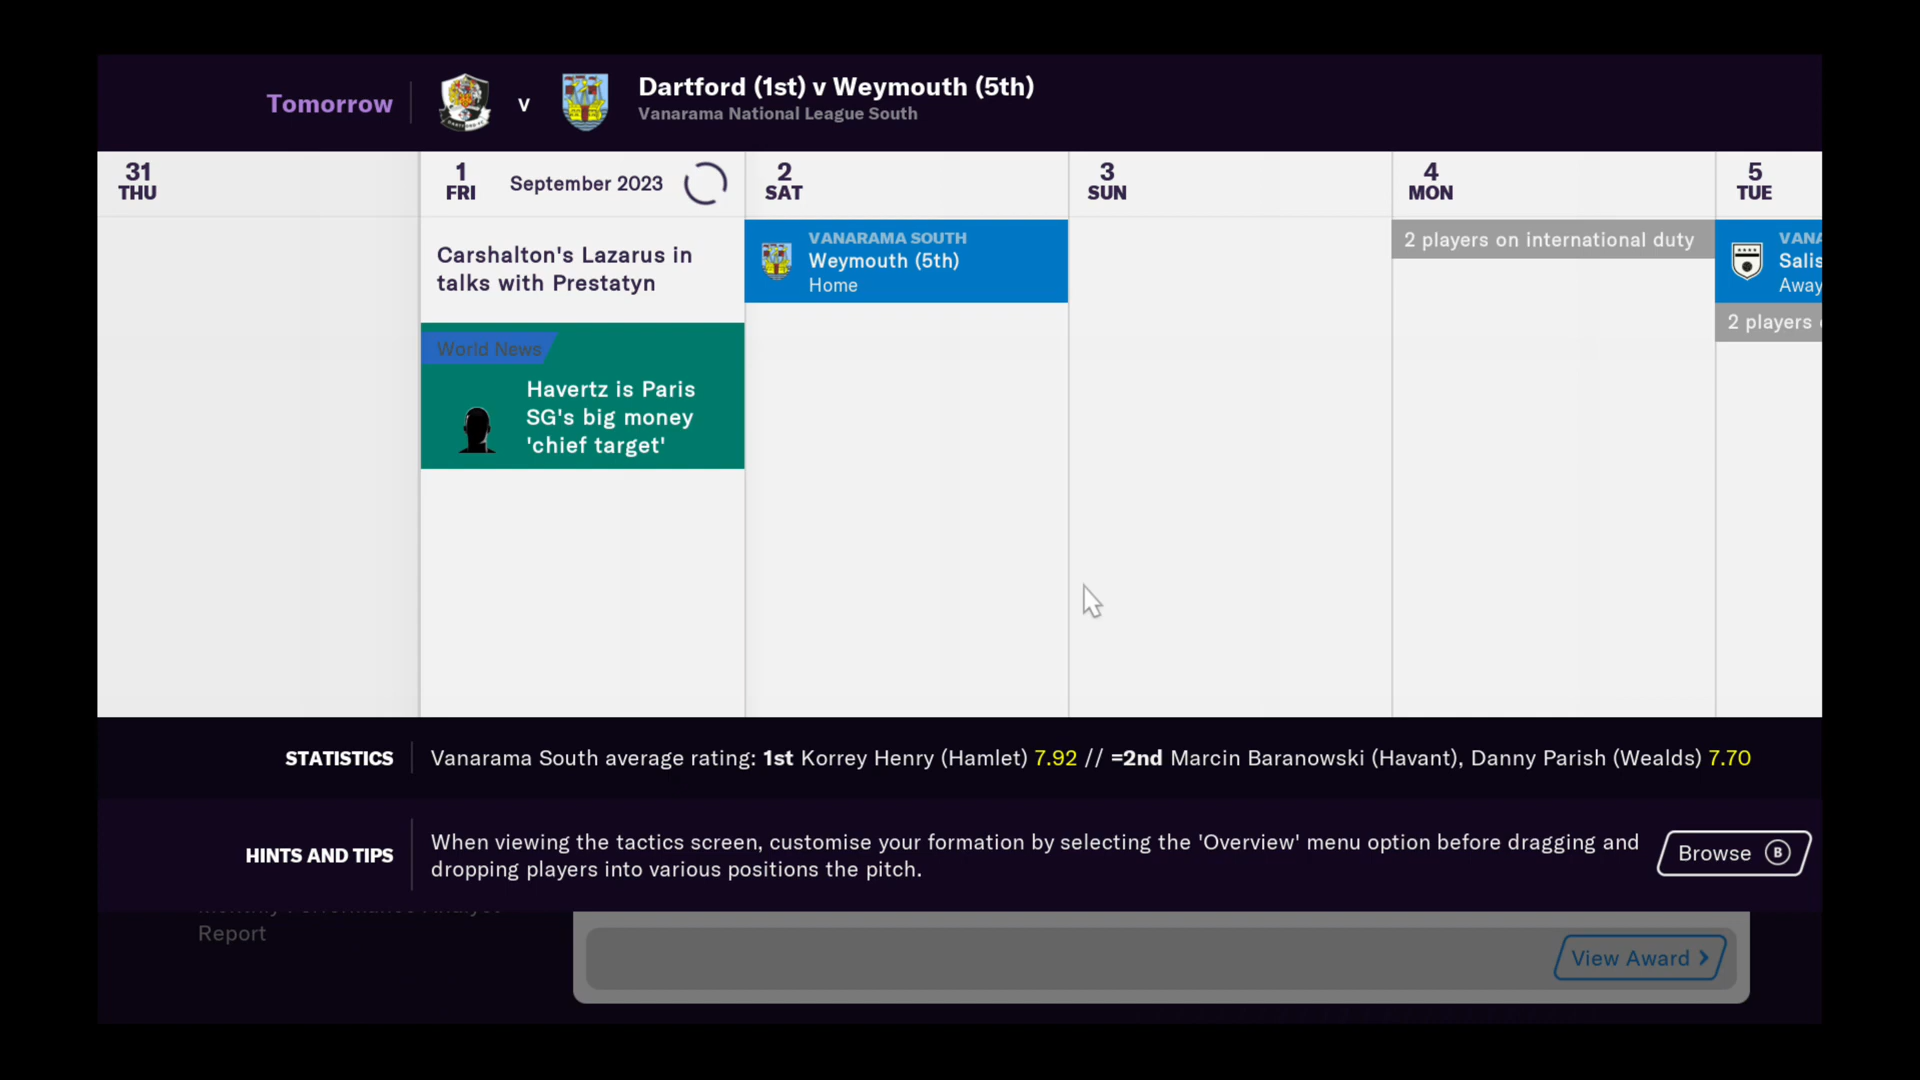 Tomorrow
v
Dartford (1st) v Weymouth (5th)
Vanarama National League South
31
THU
1
FRI
September 2023
2
SAT
3
SUN
4
MON
5
TUE
Carshalton's Lazarus in
talks with Prestatyn
World News
Havertz is Paris
SG's big money
'chief target'
VANARAMA SOUTH
Weymouth (5th)
Home
2 players on international duty
VANA
Salis
Away
2 players
STATISTICS
Vanarama South average rating: 1st Korrey Henry (Hamlet) 7.92 // =2nd Marcin Baranowski (Havant), Danny Parish (Wealds) 7.70
HINTS AND TIPS
When viewing the tactics screen, customise your formation by selecting the 'Overview' menu option before dragging and
dropping players into various positions the pitch.
Browse B
Report
View Award >